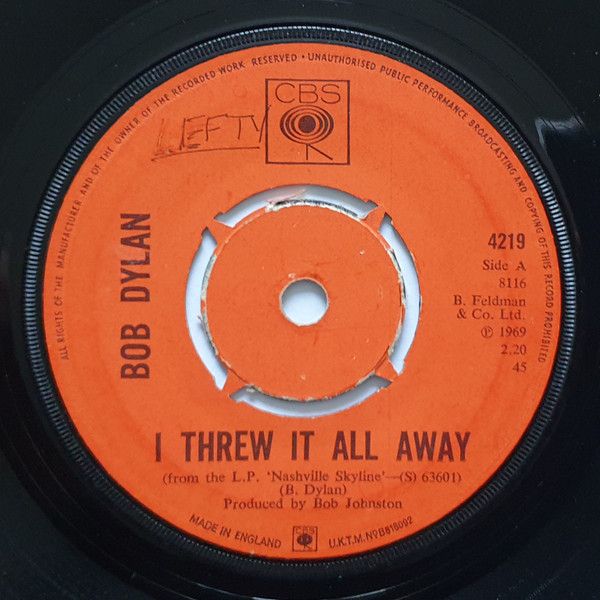 ALL RIGHTS OF THE MANUFACTURER AND OF THE OWNER OF THE RECORDED WORK RESERVED · UNAUTHORISED PUBLIC PERFORMANCE BROADCASTING AND COPYING OF THIS RECORD PROHIBITED
CBS
LEFTY
BOB DYLAN
4219
Side A
8116
B. Feldman
& Co. Ltd.
℗ 1969
2.20
45
I THREW IT ALL AWAY
(from the L.P. 'Nashville Skyline'—(S) 63601)
(B. Dylan)
Produced by Bob Johnston
MADE IN ENGLAND
CBS
U.K.T.M. NºB818092